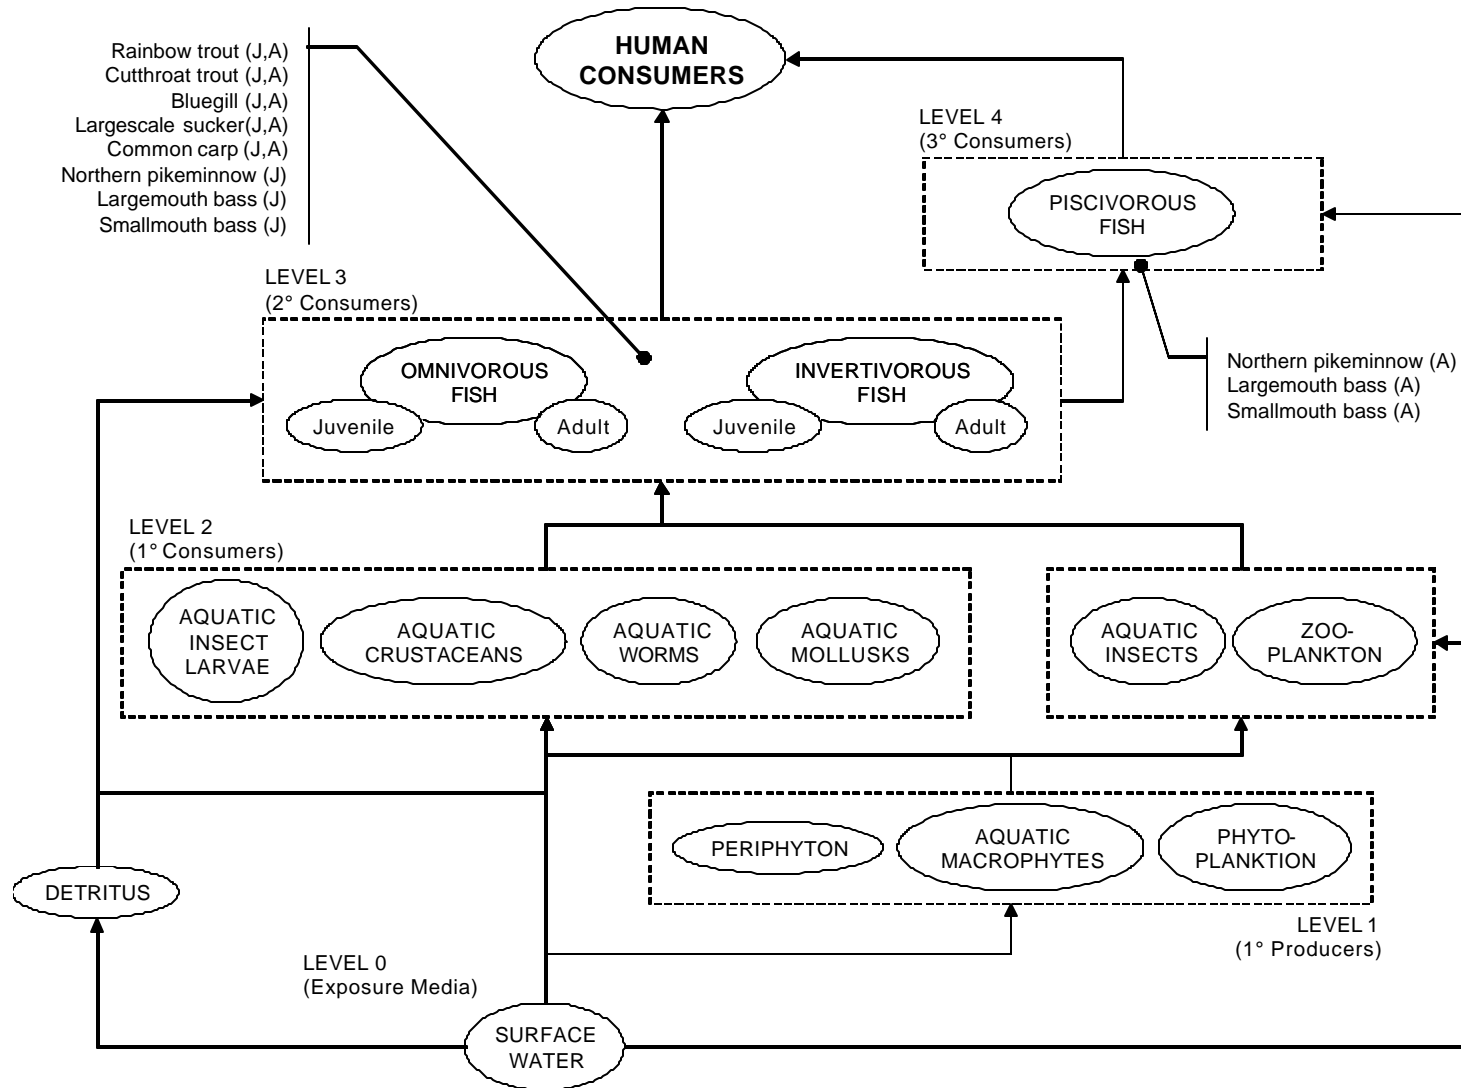 Rainbow trout (J,A)
Cutthroat trout (J,A)
Bluegill (J,A)
Largescale sucker(J,A)
Common carp (J,A)
Northern pikeminnow (J)
Largemouth bass (J)
Smallmouth bass (J)
HUMAN
CONSUMERS
LEVEL 4
(3° Consumers)
PISCIVOROUS
FISH
LEVEL 3
(2° Consumers)
OMNIVOROUS
FISH
Juvenile
Adult
INVERTIVOROUS
FISH
Juvenile
Adult
Northern pikeminnow (A)
Largemouth bass (A)
Smallmouth bass (A)
LEVEL 2
(1° Consumers)
AQUATIC
INSECT
LARVAE
AQUATIC
CRUSTACEANS
AQUATIC
WORMS
AQUATIC
MOLLUSKS
AQUATIC
INSECTS
ZOO-
PLANKTON
PERIPHYTON
AQUATIC
MACROPHYTES
PHYTO-
PLANKTION
DETRITUS
LEVEL 1
(1° Producers)
LEVEL 0
(Exposure Media)
SURFACE
WATER